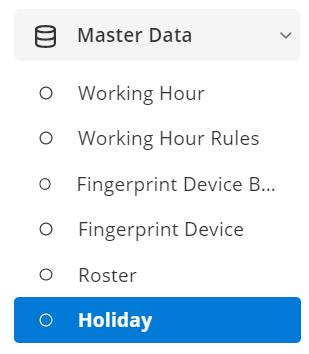 Master Data
Working Hour
Working Hour Rules
Fingerprint Device B...
Fingerprint Device
Roster
Holiday